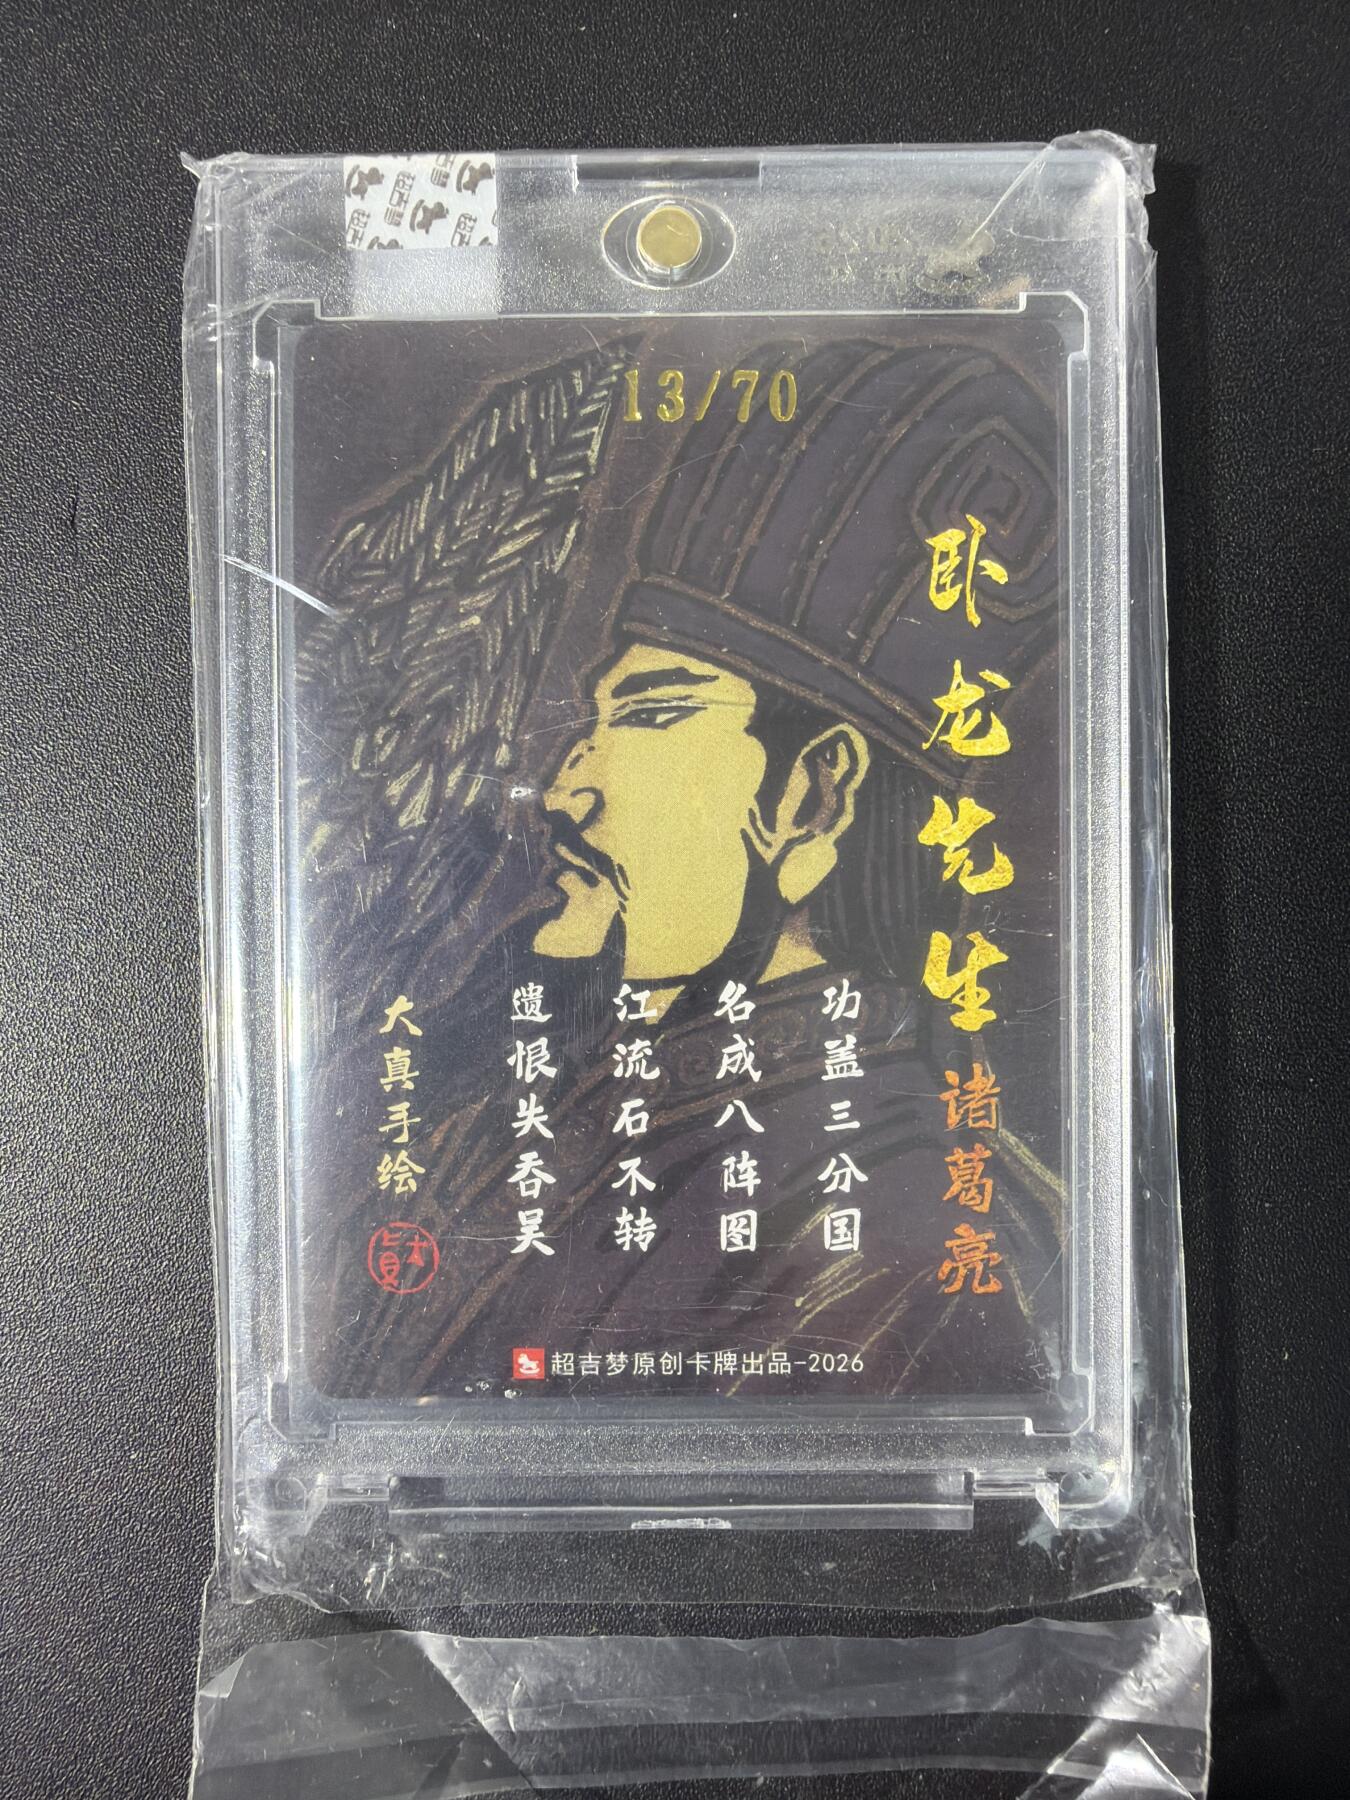 13/70
卧龙先生 诸葛亮
功盖三分国
名成八阵图
江流石不转
遗恨失吞吴
大真手绘
大真
超吉梦原创卡牌出品-2026